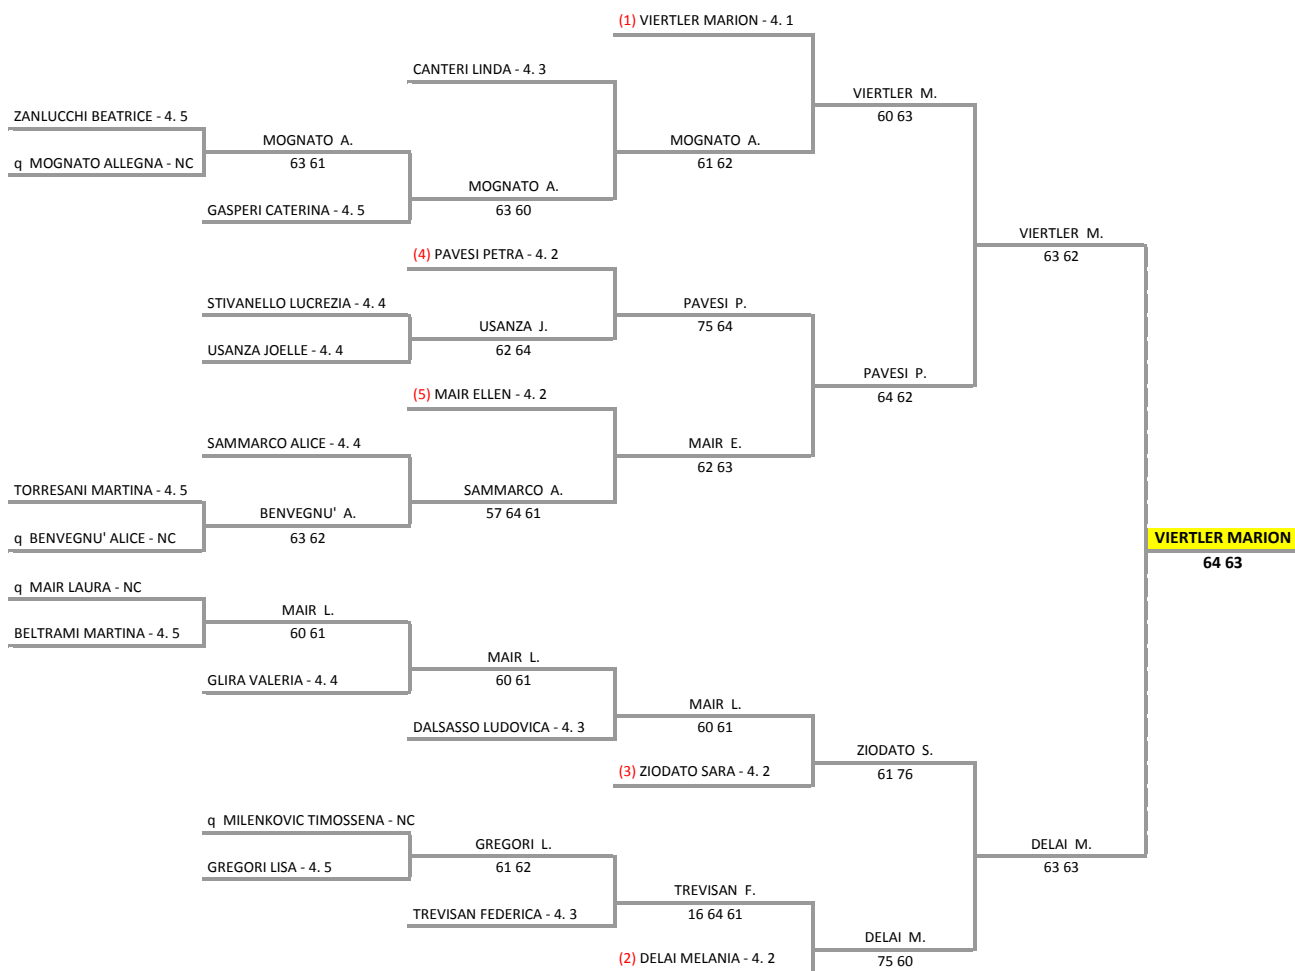 (1) VIERTLER MARION - 4. 1
CANTERI LINDA - 4. 3
VIERTLER M.
60 63
ZANLUCCHI BEATRICE - 4. 5
MOGNATO A.
63 61
MOGNATO A.
61 62
q MOGNATO ALLEGNA - NC
MOGNATO A.
63 60
GASPERI CATERINA - 4. 5
VIERTLER M.
63 62
(4) PAVESI PETRA - 4. 2
STIVANELLO LUCREZIA - 4. 4
PAVESI P.
75 64
USANZA J.
62 64
USANZA JOELLE - 4. 4
PAVESI P.
64 62
(5) MAIR ELLEN - 4. 2
SAMMARCO ALICE - 4. 4
MAIR E.
62 63
TORRESANI MARTINA - 4. 5
SAMMARCO A.
57 64 61
BENVEGNU' A.
63 62
q BENVEGNU' ALICE - NC
VIERTLER MARION
64 63
q MAIR LAURA - NC
MAIR L.
60 61
BELTRAMI MARTINA - 4. 5
MAIR L.
60 61
GLIRA VALERIA - 4. 4
MAIR L.
60 61
DALSASSO LUDOVICA - 4. 3
ZIODATO S.
61 76
(3) ZIODATO SARA - 4. 2
q MILENKOVIC TIMOSSENA - NC
GREGORI L.
61 62
DELAI M.
63 63
GREGORI LISA - 4. 5
TREVISAN F.
16 64 61
TREVISAN FEDERICA - 4. 3
DELAI M.
75 60
(2) DELAI MELANIA - 4. 2